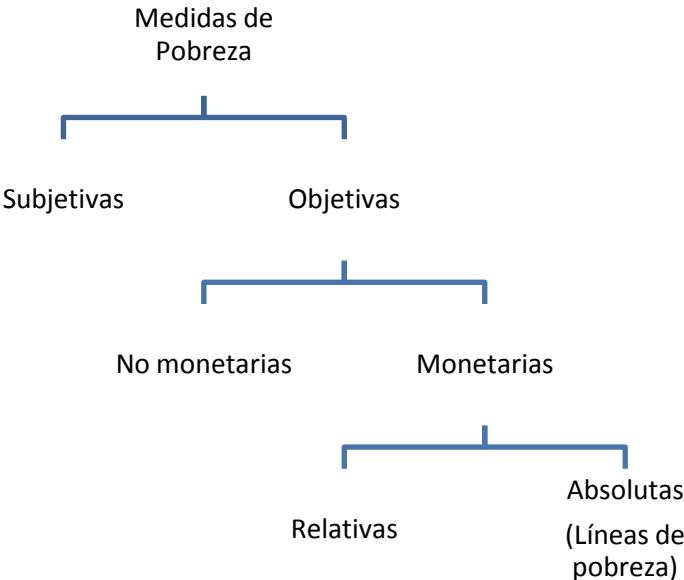 Medidas de
Pobreza
Subjetivas
Objetivas
No monetarias
Monetarias
Relativas
Absolutas
(Líneas de
pobreza)